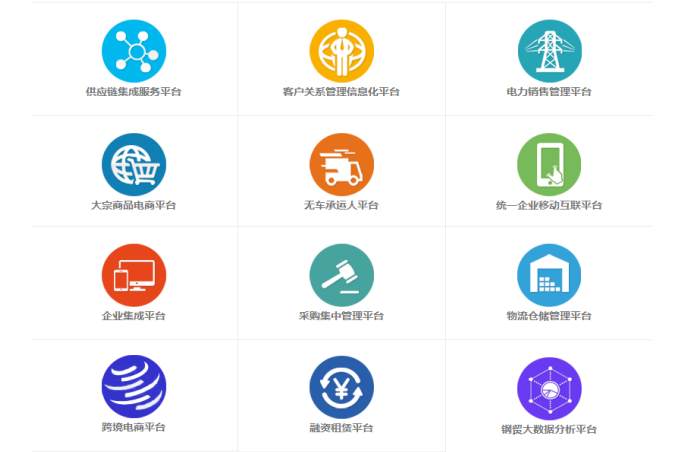 供应链集成服务平台
客户关系管理信息化平台
电力销售管理平台
大宗商品电商平台
无车承运人平台
统一企业移动互联平台
企业集成平台
采购集中管理平台
物流仓储管理平台
跨境电商平台
融资租赁平台
钢贸大数据分析平台